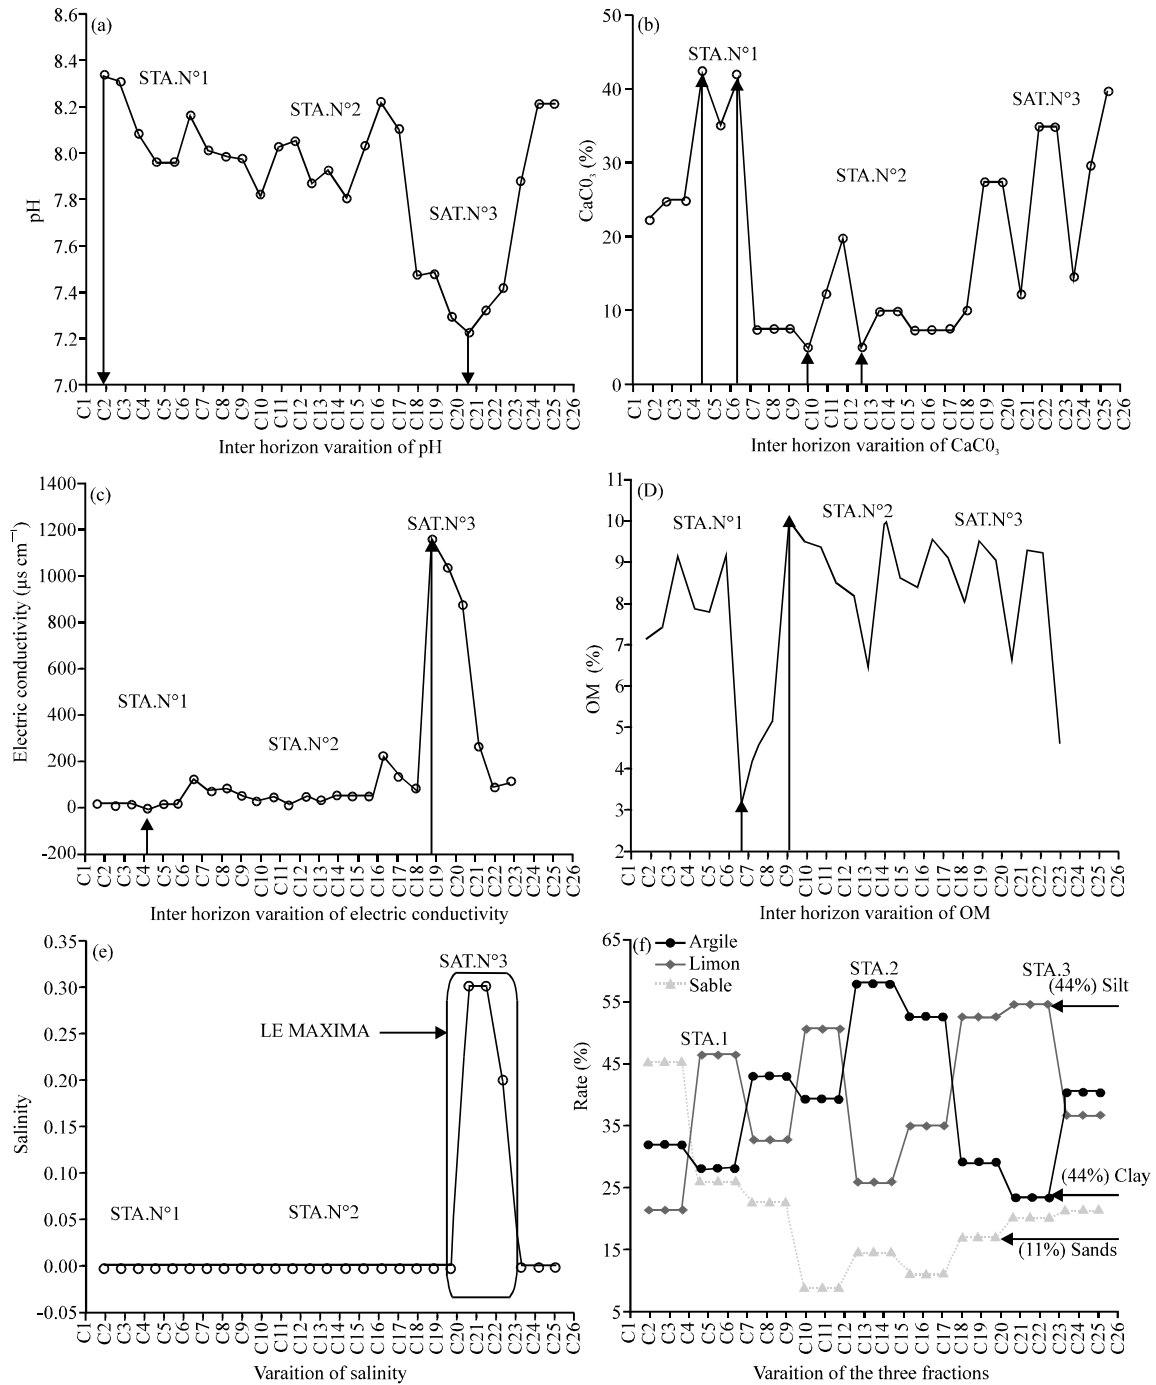 (a)
STA.N°1
STA.N°2
SAT.N°3
pH
8.6
8.4
8.2
8.0
7.8
7.6
7.4
7.2
7.0
C1 C2 C3 C4 C5 C6 C7 C8 C9 C10 C11 C12 C13 C14 C15 C16 C17 C18 C19 C20 C21 C22 C23 C24 C25 C26
Inter horizon varaition of pH
(b)
STA.N°1
SAT.N°3
STA.N°2
CaC0₃ (%)
50
40
30
20
10
0
C1 C2 C3 C4 C5 C6 C7 C8 C9 C10 C11 C12 C13 C14 C15 C16 C17 C18 C19 C20 C21 C22 C23 C24 C25 C26
Inter horizon varaition of CaC0₃
(c)
SAT.N°3
STA.N°1
STA.N°2
Electric conductivity (µs cm⁻¹)
1400
1200
1000
800
600
400
200
0
-200
C1 C2 C3 C4 C5 C6 C7 C8 C9 C10 C11 C12 C13 C14 C15 C16 C17 C18 C19 C20 C21 C22 C23 C24 C25 C26
Inter horizon varaition of electric conductivity
(D)
STA.N°1
STA.N°2
SAT.N°3
OM (%)
11
10
9
8
7
6
5
4
3
2
C1 C2 C3 C4 C5 C6 C7 C8 C9 C10 C11 C12 C13 C14 C15 C16 C17 C18 C19 C20 C21 C22 C23 C24 C25 C26
Inter horizon varaition of OM
(e)
SAT.N°3
LE MAXIMA
STA.N°1
STA.N°2
Salinity
0.35
0.30
0.25
0.20
0.15
0.10
0.05
0.00
-0.05
C1 C2 C3 C4 C5 C6 C7 C8 C9 C10 C11 C12 C13 C14 C15 C16 C17 C18 C19 C20 C21 C22 C23 C24 C25 C26
Varaition of salinity
(f)
Argile
Limon
Sable
STA.2
STA.3
(44%) Silt
STA.1
(44%) Clay
(11%) Sands
Rate (%)
65
55
45
35
25
15
5
C1 C2 C3 C4 C5 C6 C7 C8 C9 C10 C11 C12 C13 C14 C15 C16 C17 C18 C19 C20 C21 C22 C23 C24 C25 C26
Varaition of the three fractions